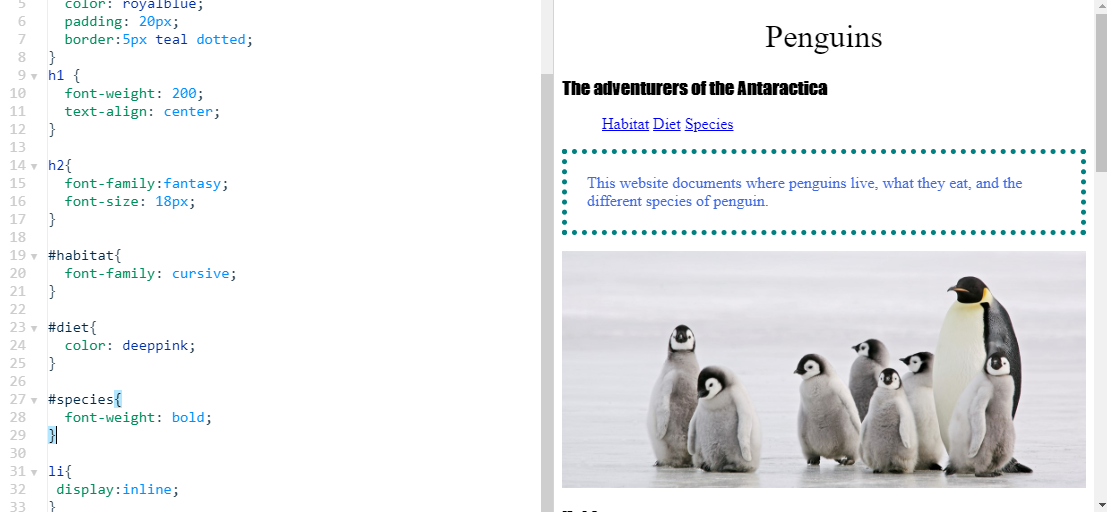 5 color: royalblue;
6 padding: 20px;
7 border:5px teal dotted;
8 }
9 h1 {
10 font-weight: 200;
11 text-align: center;
12 }
13
14 h2{
15 font-family:fantasy;
16 font-size: 18px;
17 }
18
19 #habitat{
20 font-family: cursive;
21 }
22
23 #diet{
24 color: deeppink;
25 }
26
27 #species{
28 font-weight: bold;
29 }
30
31 li{
32 display:inline;
33 }
Penguins
The adventurers of the Antaractica
Habitat Diet Species
This website documents where penguins live, what they eat, and the
different species of penguin.